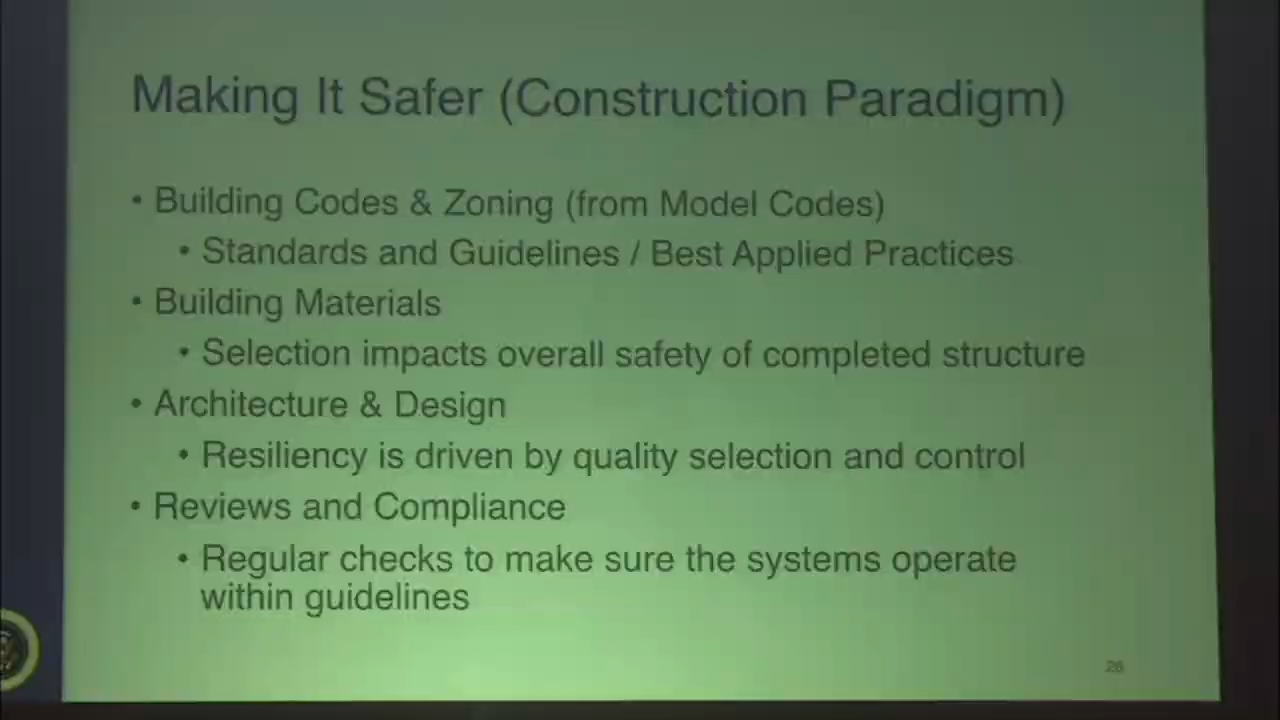 Making It Safer (Construction Paradigm)
• Building Codes & Zoning (from Model Codes)
• Standards and Guidelines / Best Applied Practices
• Building Materials
• Selection impacts overall safety of completed structure
• Architecture & Design
• Resiliency is driven by quality selection and control
• Reviews and Compliance
• Regular checks to make sure the systems operate
within guidelines
26